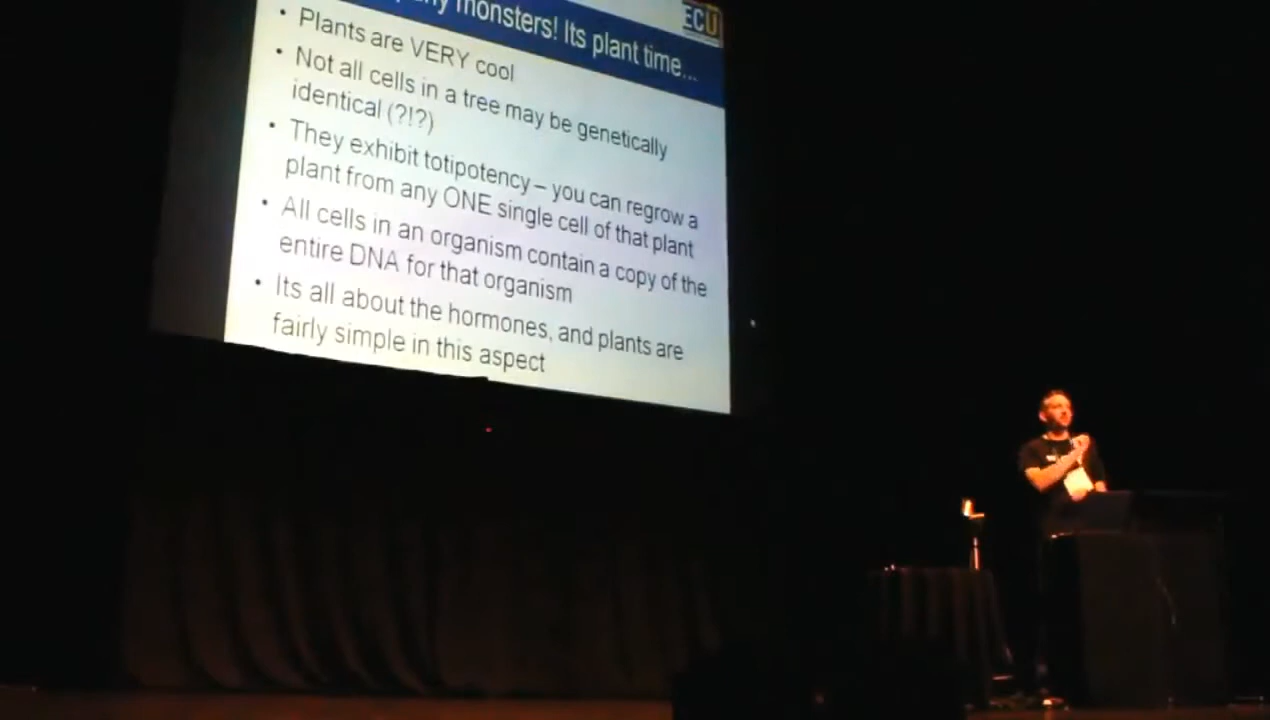 monsters! Its plant time...
ECU
• Plants are VERY cool
• Not all cells in a tree may be genetically
identical (?!?)
• They exhibit totipotency – you can regrow a
plant from any ONE single cell of that plant
• All cells in an organism contain a copy of the
entire DNA for that organism
• Its all about the hormones, and plants are
fairly simple in this aspect